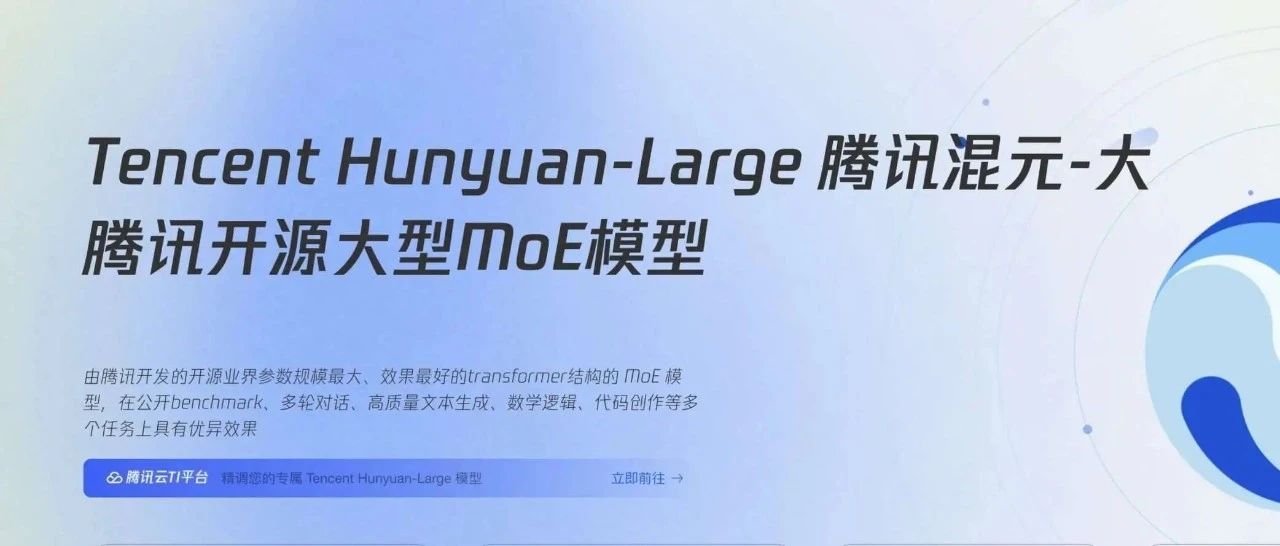 Tencent Hunyuan-Large 腾讯混元-大
腾讯开源大型MoE模型
由腾讯开发的开源业界参数规模最大、效果最好的transformer结构的 MoE 模
型，在公开benchmark、多轮对话、高质量文本生成、数学逻辑、代码创作等多
个任务上具有优异效果
腾讯云TI平台 精调您的专属 Tencent Hunyuan-Large 模型 立即前往 →